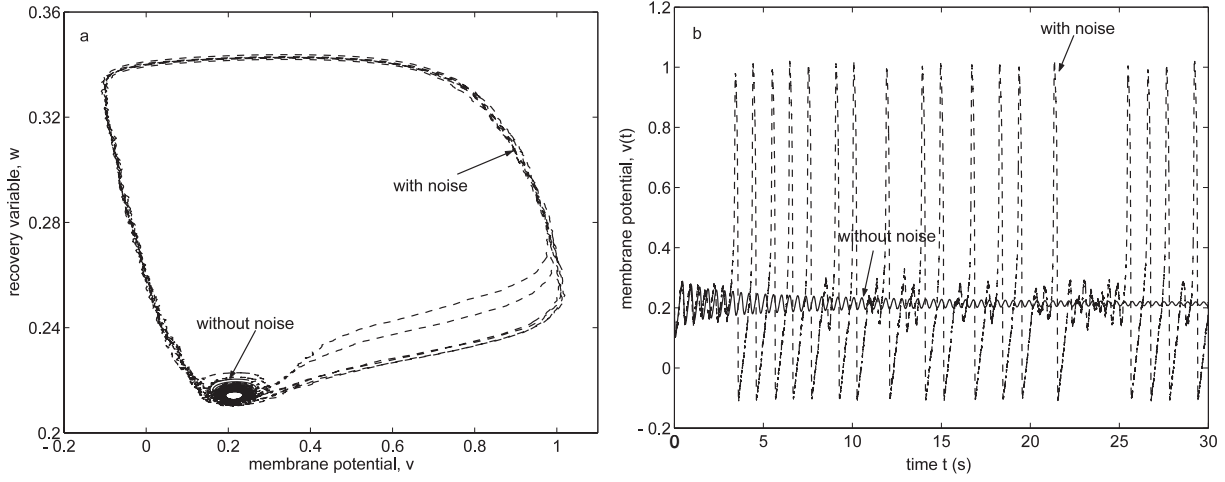 a
0.36
0.32
0.28
0.24
0.2
recovery variable, w
with noise
without noise
- 0.2
0
0.2
0.4
0.6
0.8
1
membrane potential, v
b
1.2
1
0.8
0.6
0.4
0.2
0
- 0.2
membrane potential, v(t)
with noise
without noise
0
5
10
15
20
25
30
time t (s)